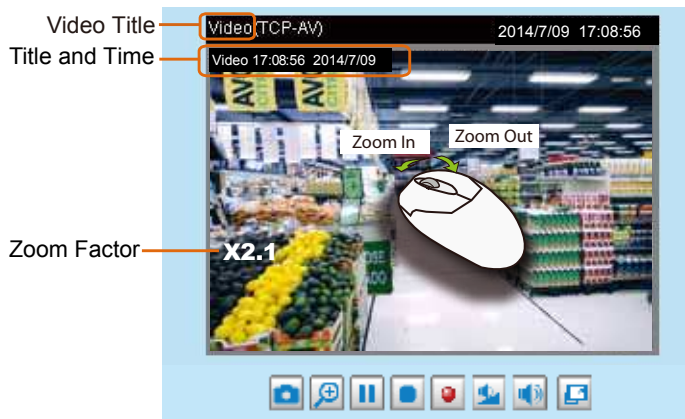 Video Title
Video(TCP-AV) 2014/7/09 17:08:56
Title and Time
Video 17:08:56 2014/7/09
Zoom In
Zoom Out
Zoom Factor
X2.1